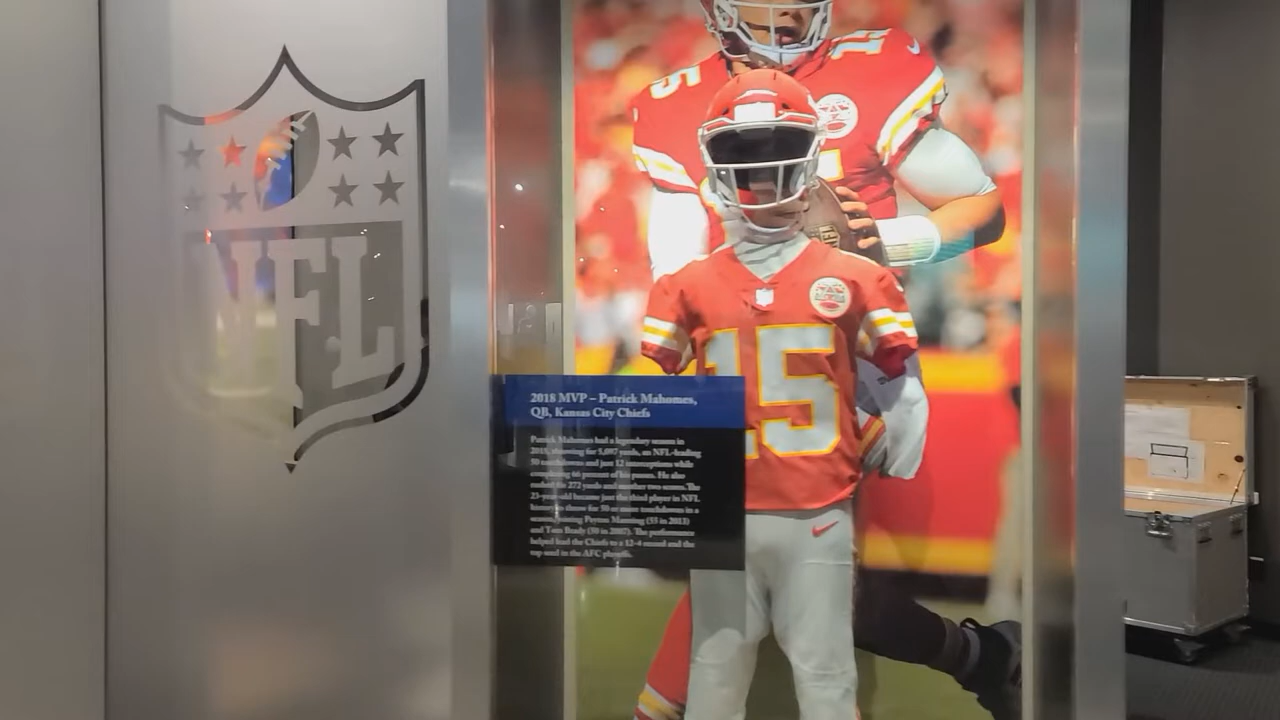 NFL
15
15
2018 MVP – Patrick Mahomes,
QB, Kansas City Chiefs
Patrick Mahomes had a legendary season in
2018, throwing for 5,097 yards, an NFL-leading
50 touchdowns and just 12 interceptions while
completing 66 percent of his passes. He also
rushed for 272 yards and another two scores. The
23-year-old became just the third player in NFL
history to throw for 50 or more touchdowns in a
season, joining Peyton Manning (55 in 2013)
and Tom Brady (50 in 2007). The performance
helped lead the Chiefs to a 12-4 record and the
top seed in the AFC playoffs.